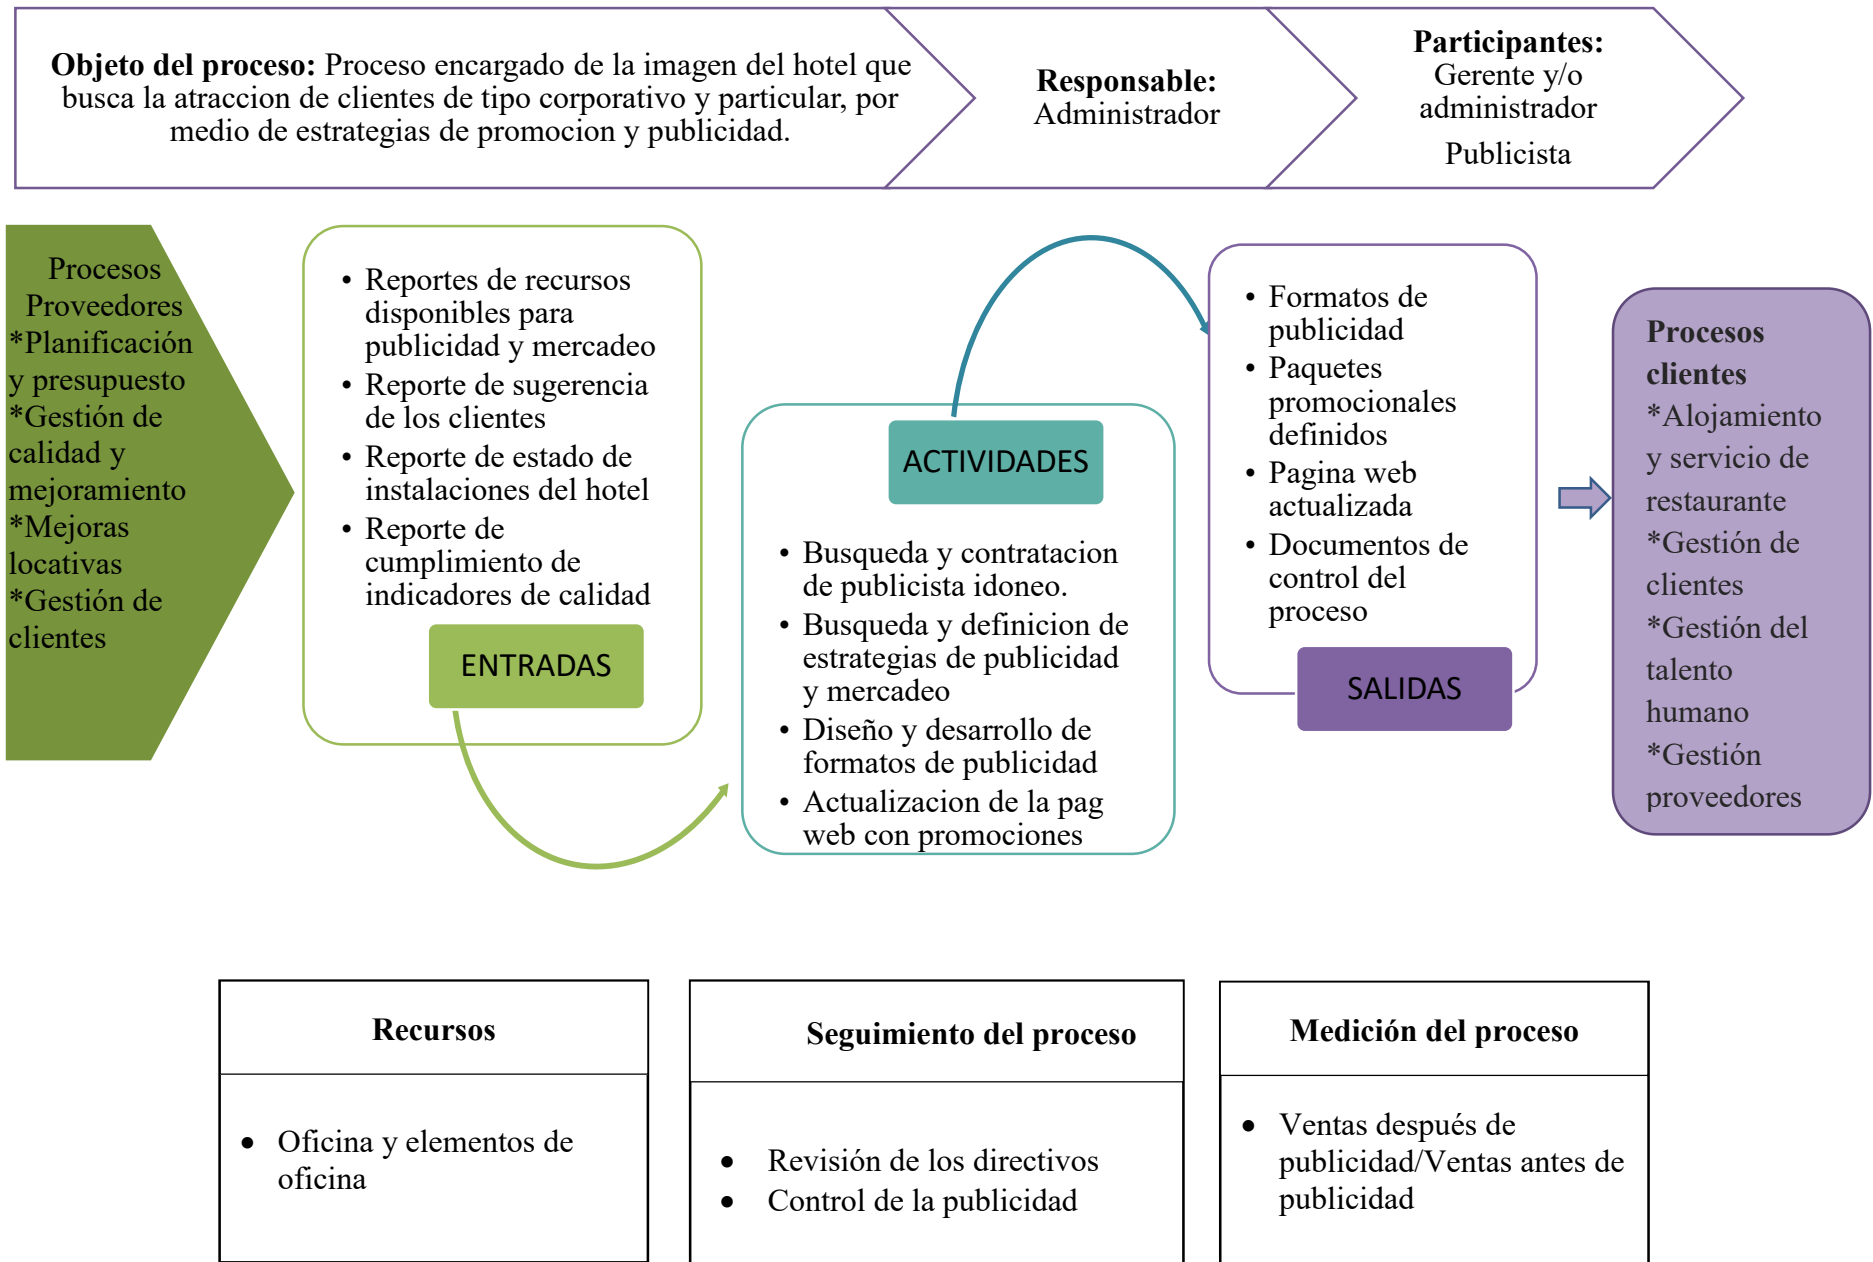 Objeto del proceso: Proceso encargado de la imagen del hotel que
busca la atraccion de clientes de tipo corporativo y particular, por
medio de estrategias de promocion y publicidad.
Responsable:
Administrador
Participantes:
Gerente y/o
administrador
Publicista
Procesos
Proveedores
*Planificación
y presupuesto
*Gestión de
calidad y
mejoramiento
*Mejoras
locativas
*Gestión de
clientes
• Reportes de recursos
disponibles para
publicidad y mercadeo
• Reporte de sugerencia
de los clientes
• Reporte de estado de
instalaciones del hotel
• Reporte de
cumplimiento de
indicadores de calidad
ENTRADAS
ACTIVIDADES
• Busqueda y contratacion
de publicista idoneo.
• Busqueda y definicion de
estrategias de publicidad
y mercadeo
• Diseño y desarrollo de
formatos de publicidad
• Actualizacion de la pag
web con promociones
• Formatos de
publicidad
• Paquetes
promocionales
definidos
• Pagina web
actualizada
• Documentos de
control del
proceso
SALIDAS
Procesos
clientes
*Alojamiento
y servicio de
restaurante
*Gestión de
clientes
*Gestión del
talento
humano
*Gestión
proveedores
Recursos
• Oficina y elementos de
oficina
Seguimiento del proceso
• Revisión de los directivos
• Control de la publicidad
Medición del proceso
• Ventas después de
publicidad/Ventas antes de
publicidad